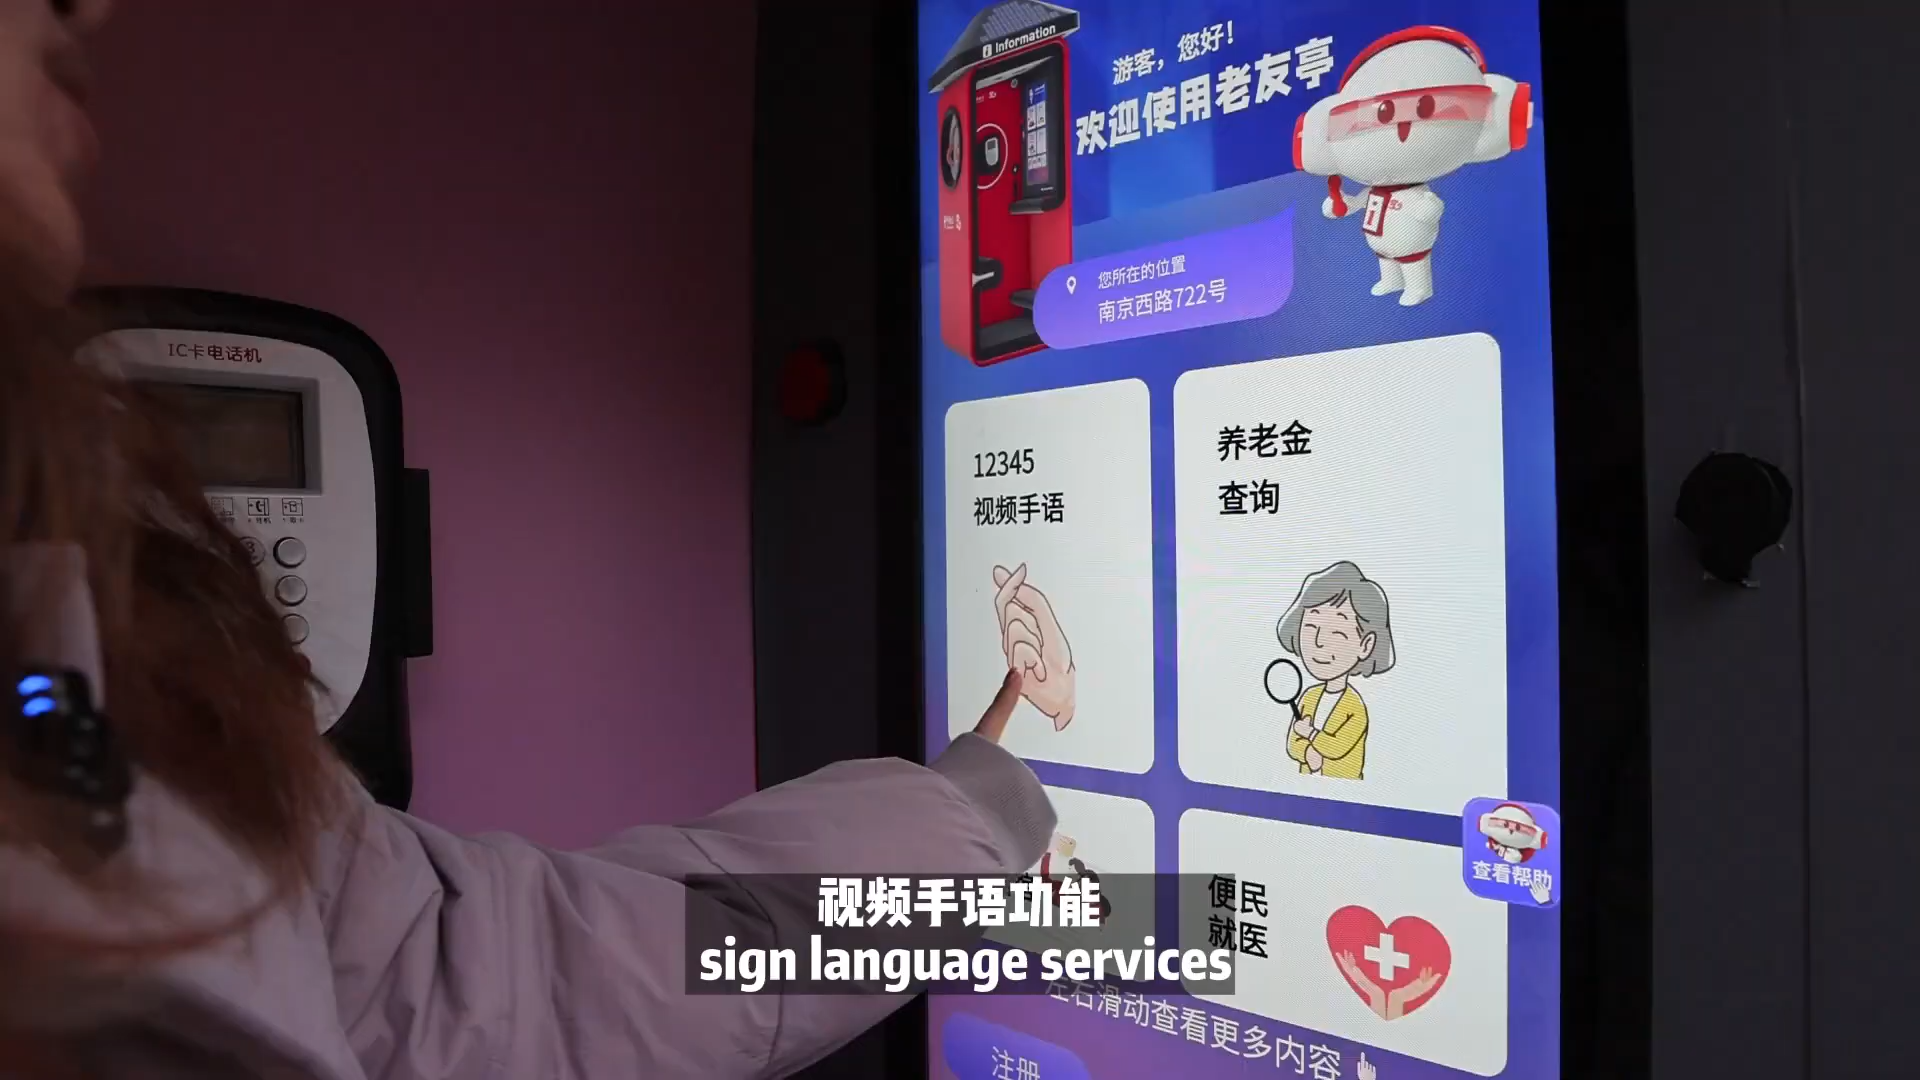 Information
游客，您好！
欢迎使用老友亭
您所在的位置
南京西路722号
IC卡电话机
12345
视频手语
养老金
查询
查看帮助
便民
就医
视频手语功能
sign language services
左右滑动查看更多内容
注册